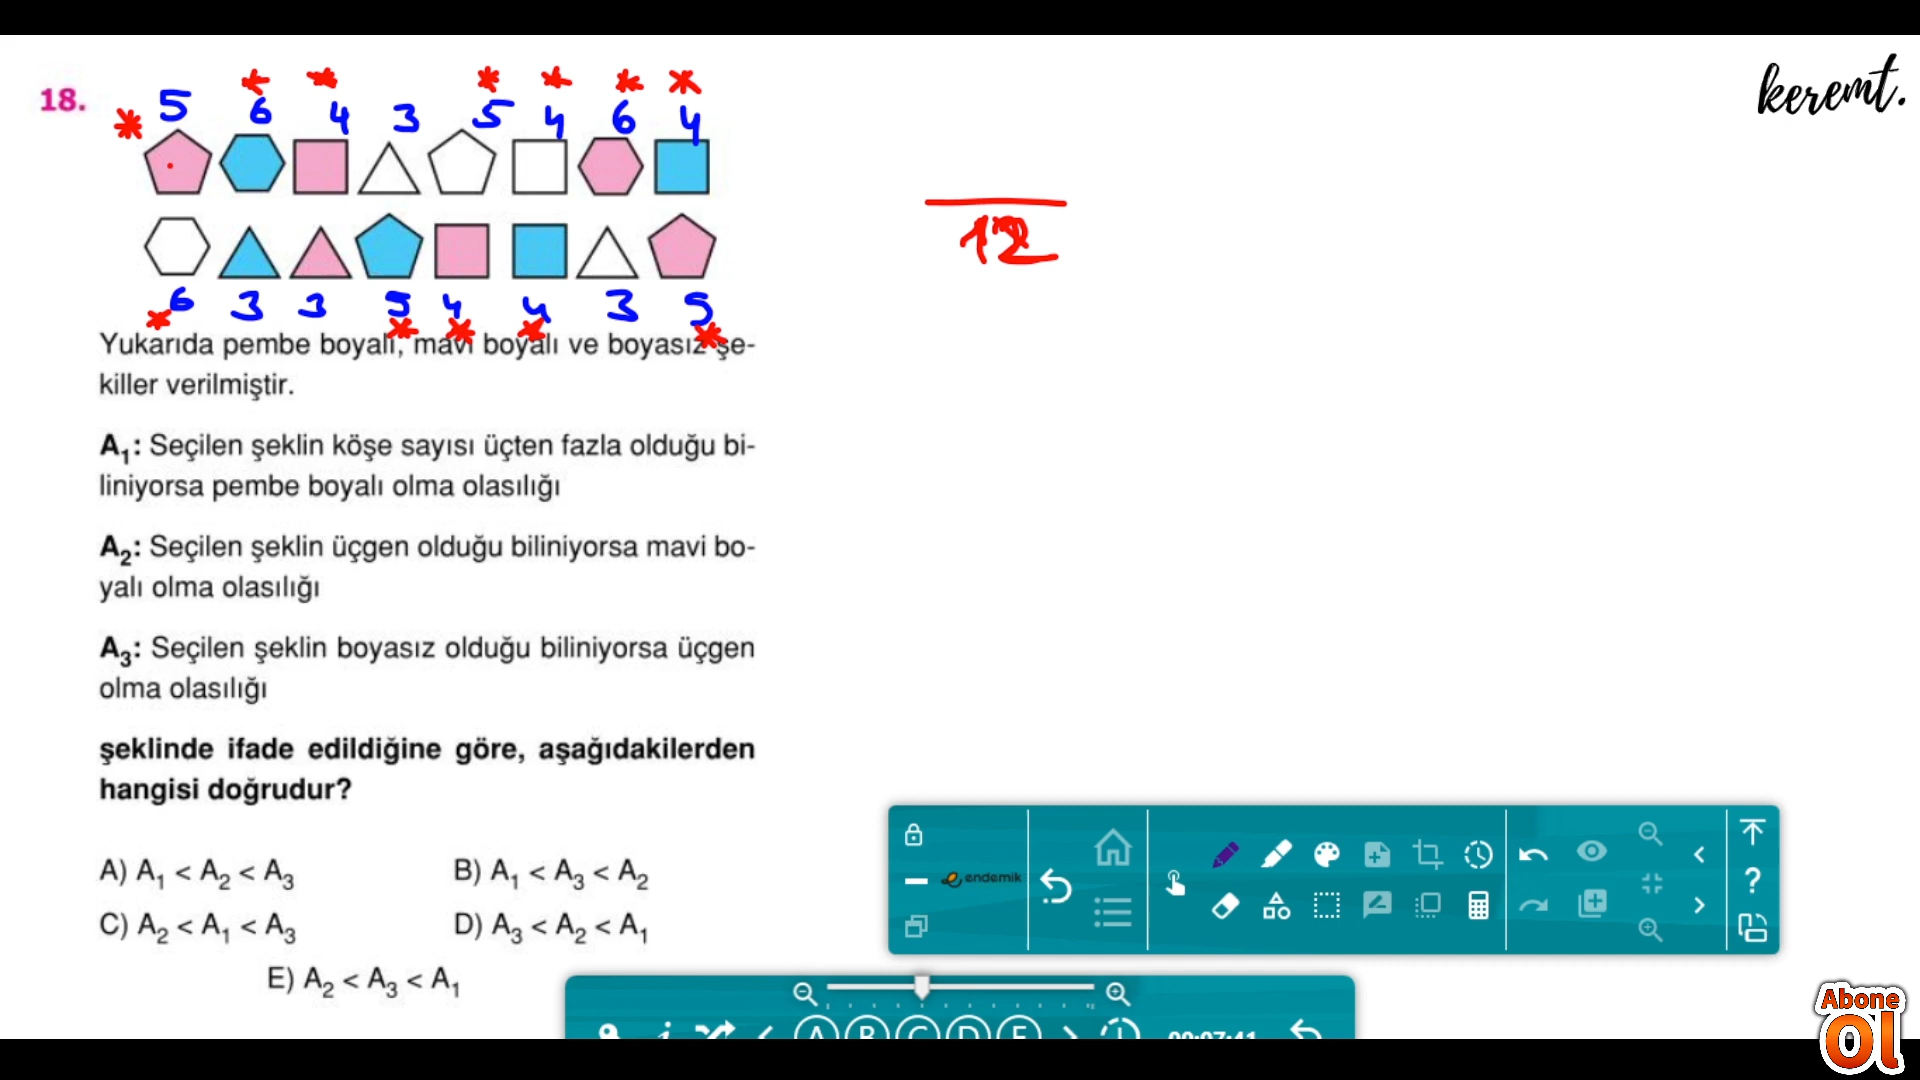 keremt.
* * * * * *
18. * 5 6 4 3 5 4 6 4
6 3 3 5 4 4 3 5
* * * * *
12
Yukarıda pembe boyalı, mavi boyalı ve boyasız şe-
killer verilmiştir.
A₁: Seçilen şeklin köşe sayısı üçten fazla olduğu bi-
liniyorsa pembe boyalı olma olasılığı
A₂: Seçilen şeklin üçgen olduğu biliniyorsa mavi bo-
yalı olma olasılığı
A₃: Seçilen şeklin boyasız olduğu biliniyorsa üçgen
olma olasılığı
şeklinde ifade edildiğine göre, aşağıdakilerden
hangisi doğrudur?
A) A₁ < A₂ < A₃ B) A₁ < A₃ < A₂
C) A₂ < A₁ < A₃ D) A₃ < A₂ < A₁
E) A₂ < A₃ < A₁
endemik
?
A B C D E 00:07:41
Abone
Ol